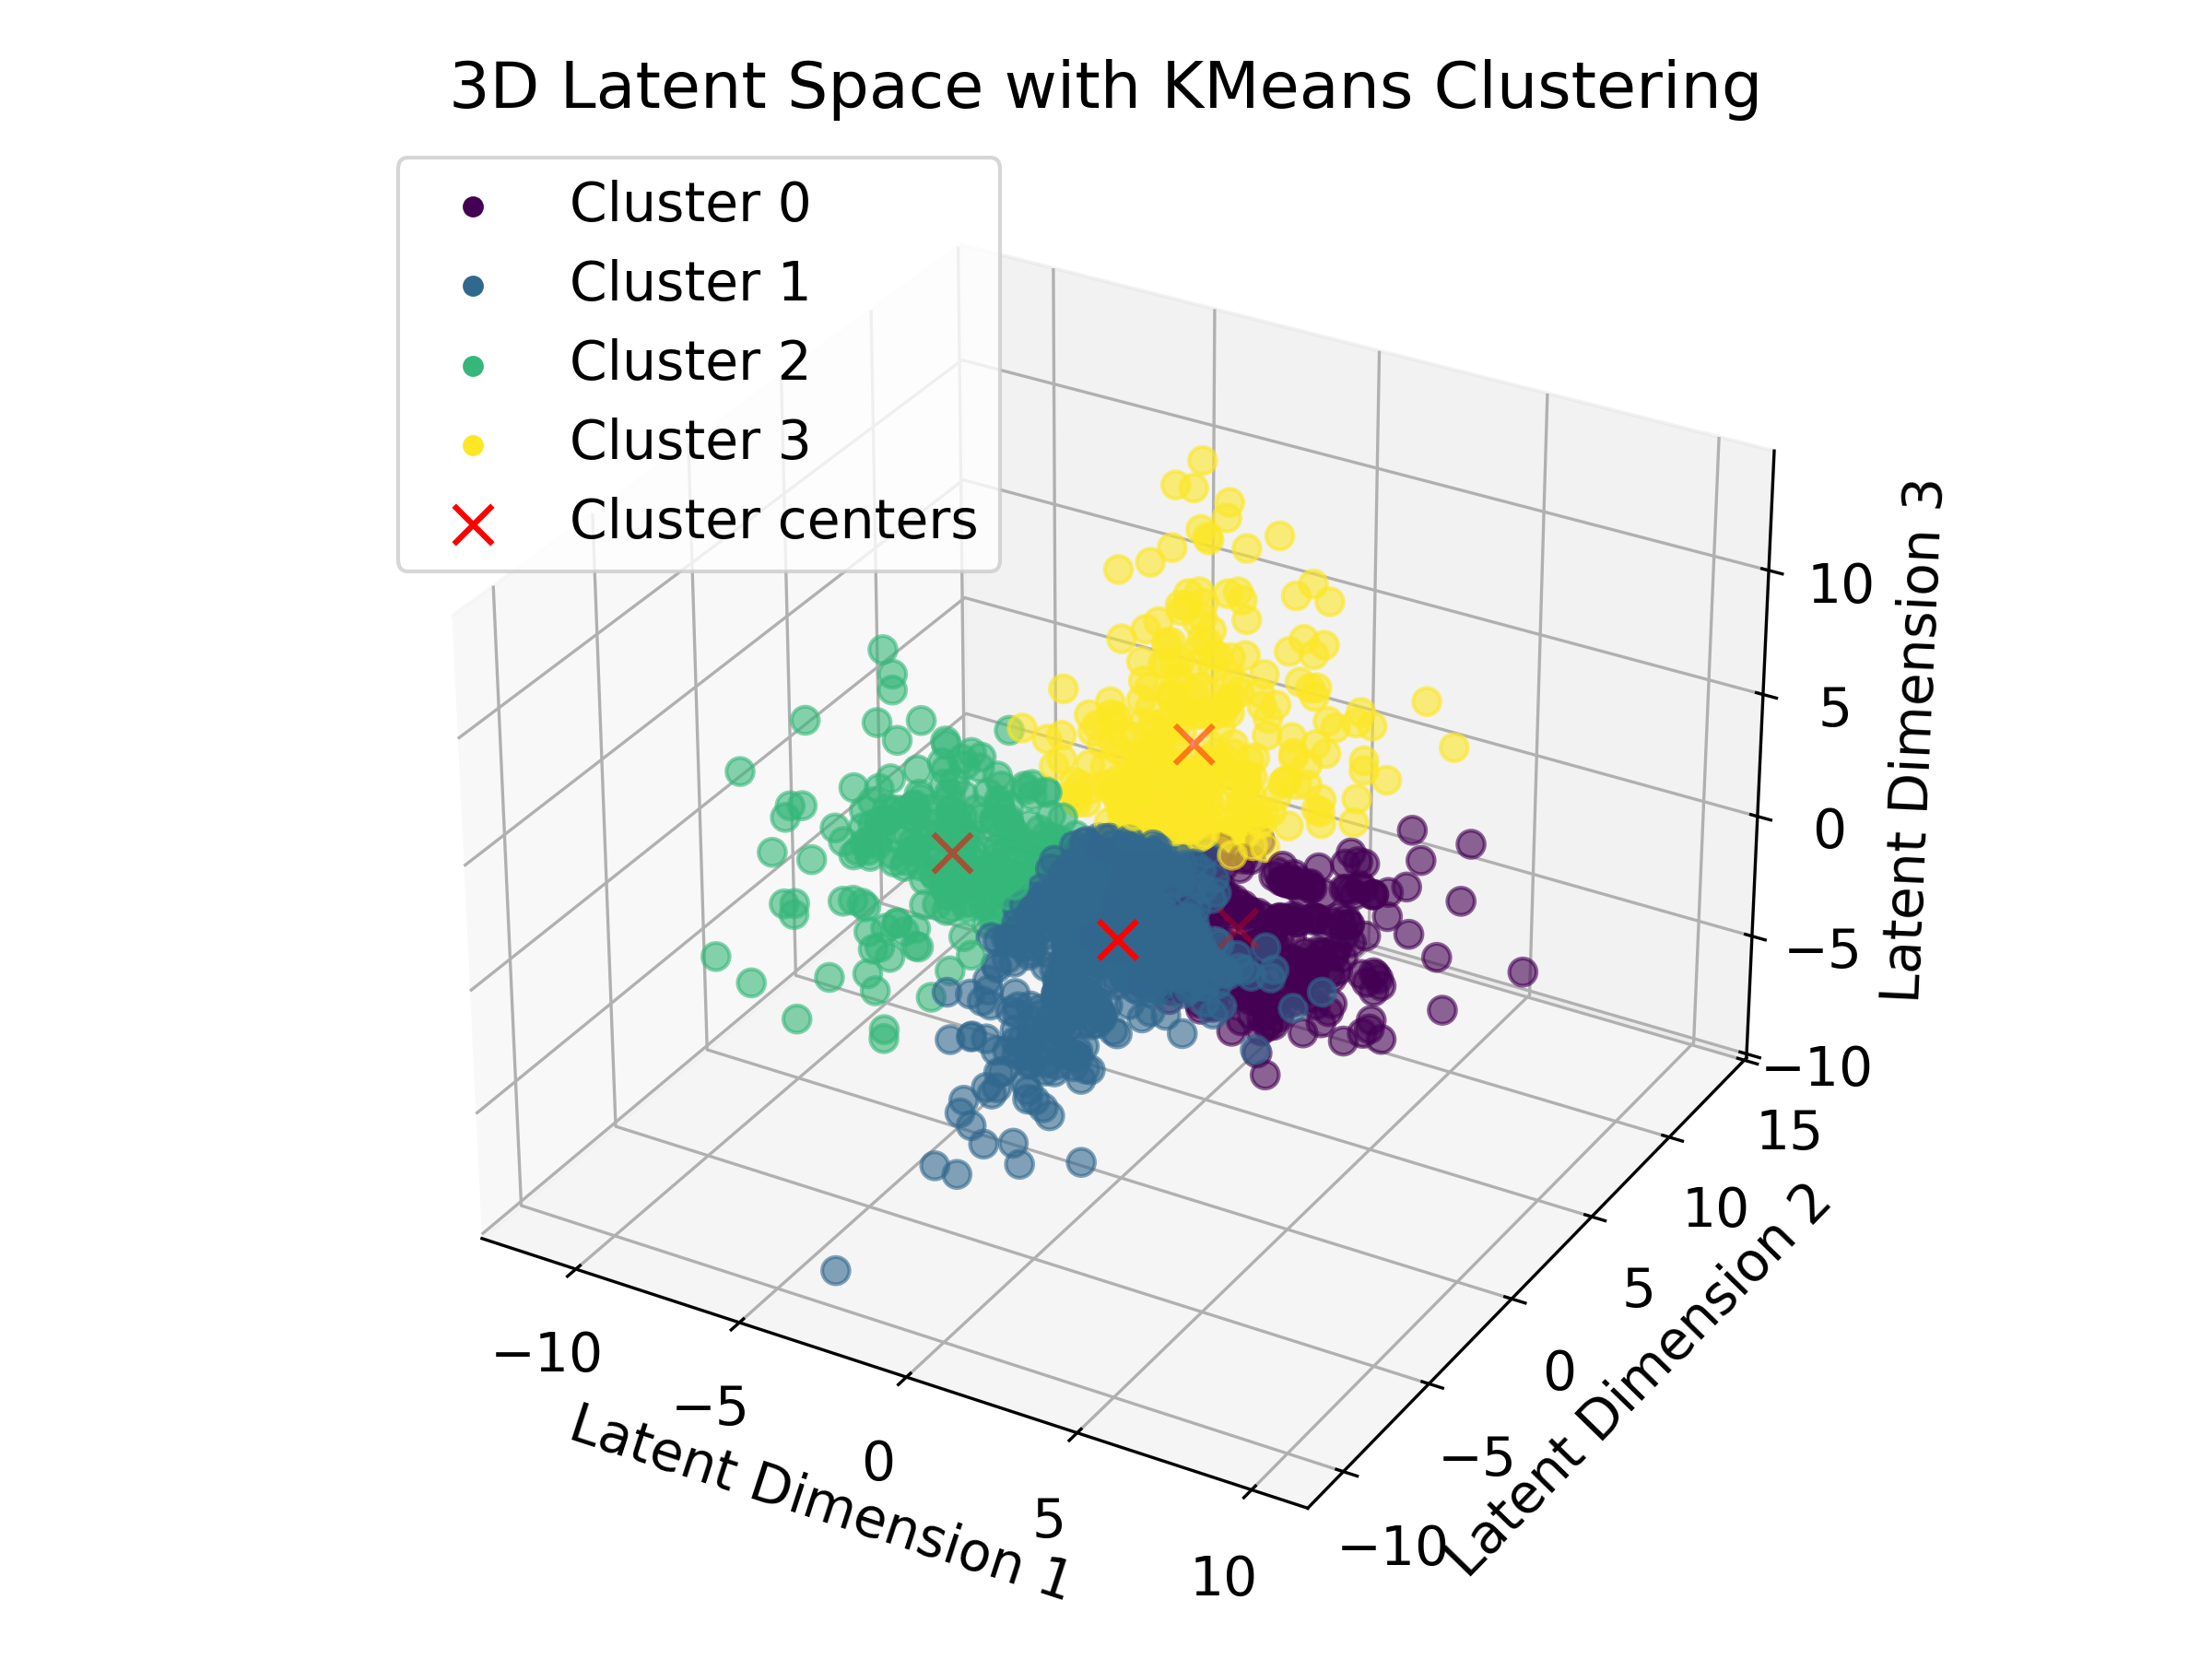 3D Latent Space with KMeans Clustering
Cluster 0
Cluster 1
Cluster 2
Cluster 3
Cluster centers
10
5
0
−5
−10
Latent Dimension 3
15
10
5
0
−5
−10
Latent Dimension 2
−10
−5
0
5
10
Latent Dimension 1